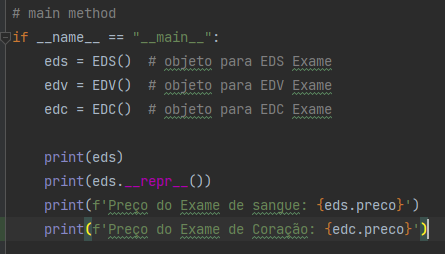 # main method
if __name__ == "__main__":
    eds = EDS()  # objeto para EDS Exame
    edv = EDV()  # objeto para EDV Exame
    edc = EDC()  # objeto para EDC Exame
    print(eds)
    print(eds.__repr__())
    print(f'Preço do Exame de sangue: {eds.preco}')
    print(f'Preço do Exame de Coração: {edc.preco}')